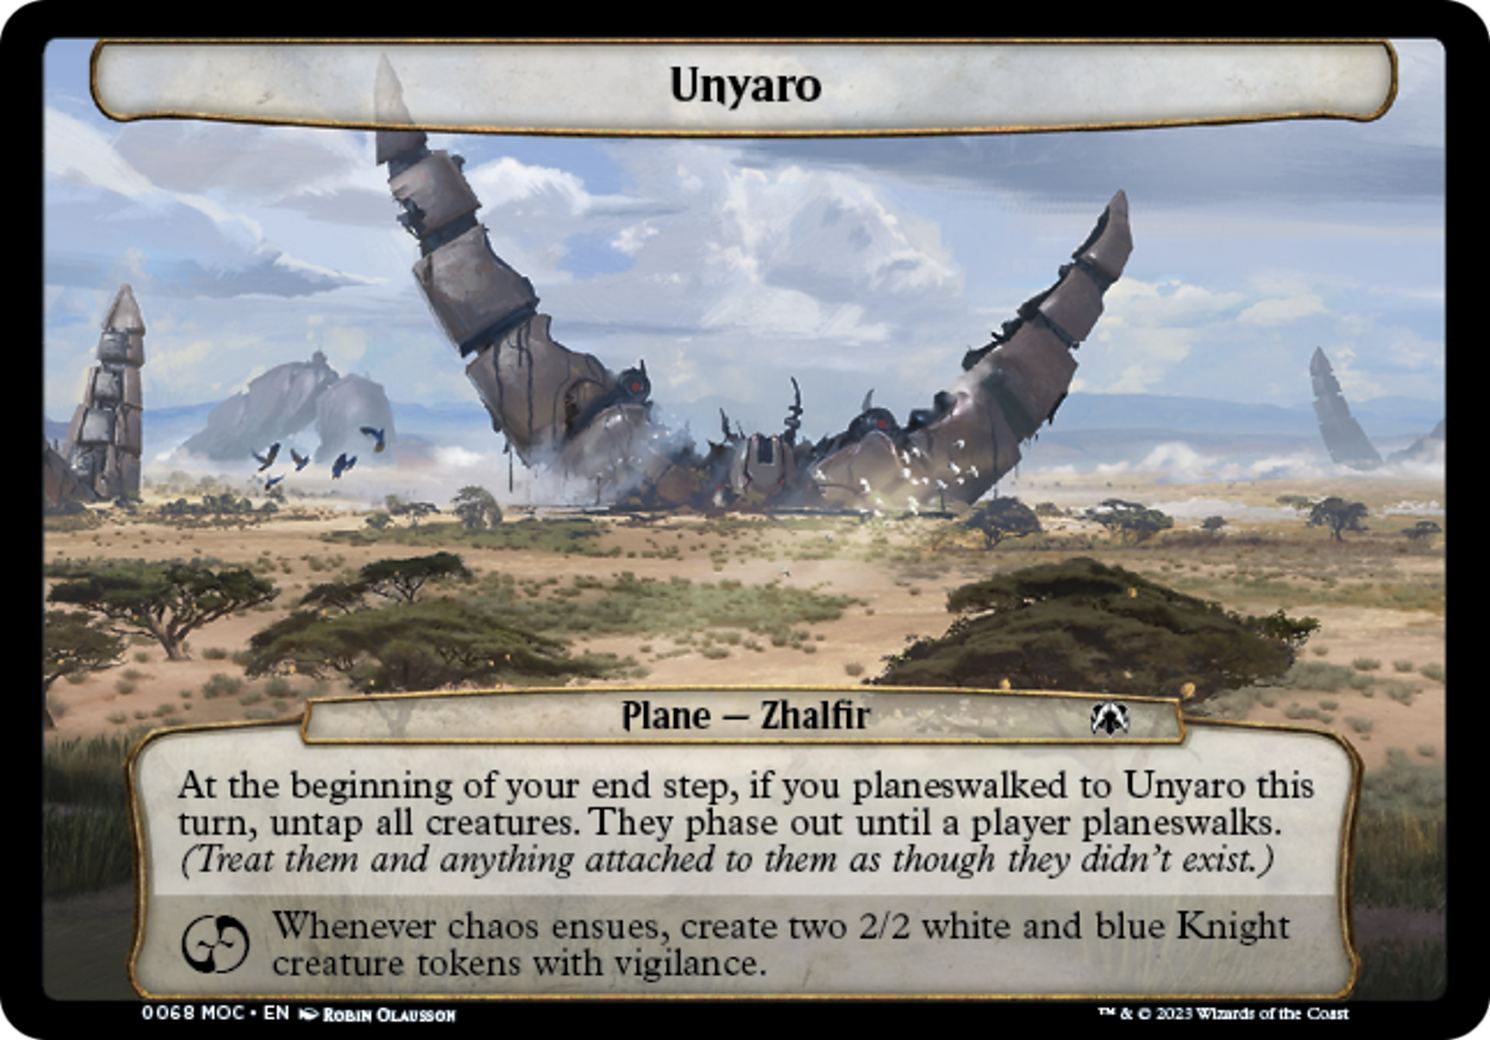 Unyaro
Plane — Zhalfir
At the beginning of your end step, if you planeswalked to Unyaro this
turn, untap all creatures. They phase out until a player planeswalks.
(Treat them and anything attached to them as though they didn't exist.)
Whenever chaos ensues, create two 2/2 white and blue Knight
creature tokens with vigilance.
0068 MOC • EN Robin Olausson
™ & © 2023 Wizards of the Coast